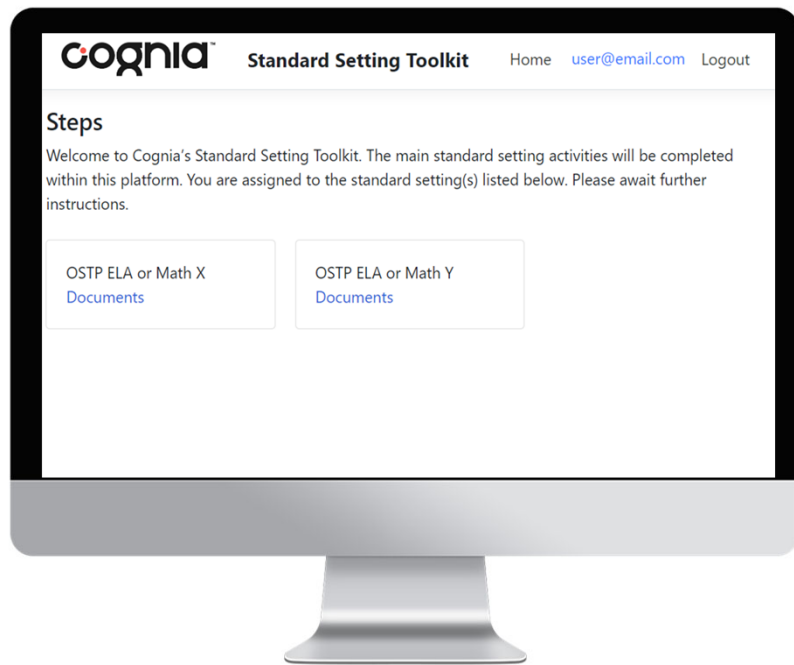 cognia™ Standard Setting Toolkit Home user@email.com Logout
Steps
Welcome to Cognia's Standard Setting Toolkit. The main standard setting activities will be completed
within this platform. You are assigned to the standard setting(s) listed below. Please await further
instructions.
OSTP ELA or Math X
Documents
OSTP ELA or Math Y
Documents